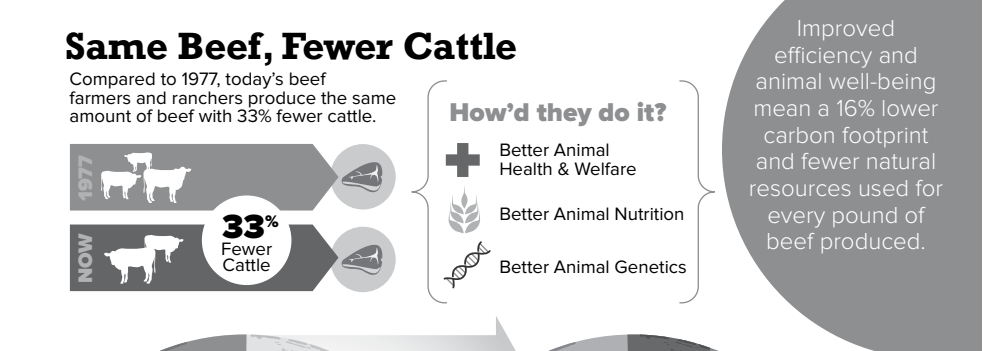 Same Beef, Fewer Cattle
Compared to 1977, today's beef
farmers and ranchers produce the same
amount of beef with 33% fewer cattle.
1977
NOW
33%
Fewer
Cattle
How'd they do it?
Better Animal
Health & Welfare
Better Animal Nutrition
Better Animal Genetics
Improved
efficiency and
animal well-being
mean a 16% lower
carbon footprint
and fewer natural
resources used for
every pound of
beef produced.